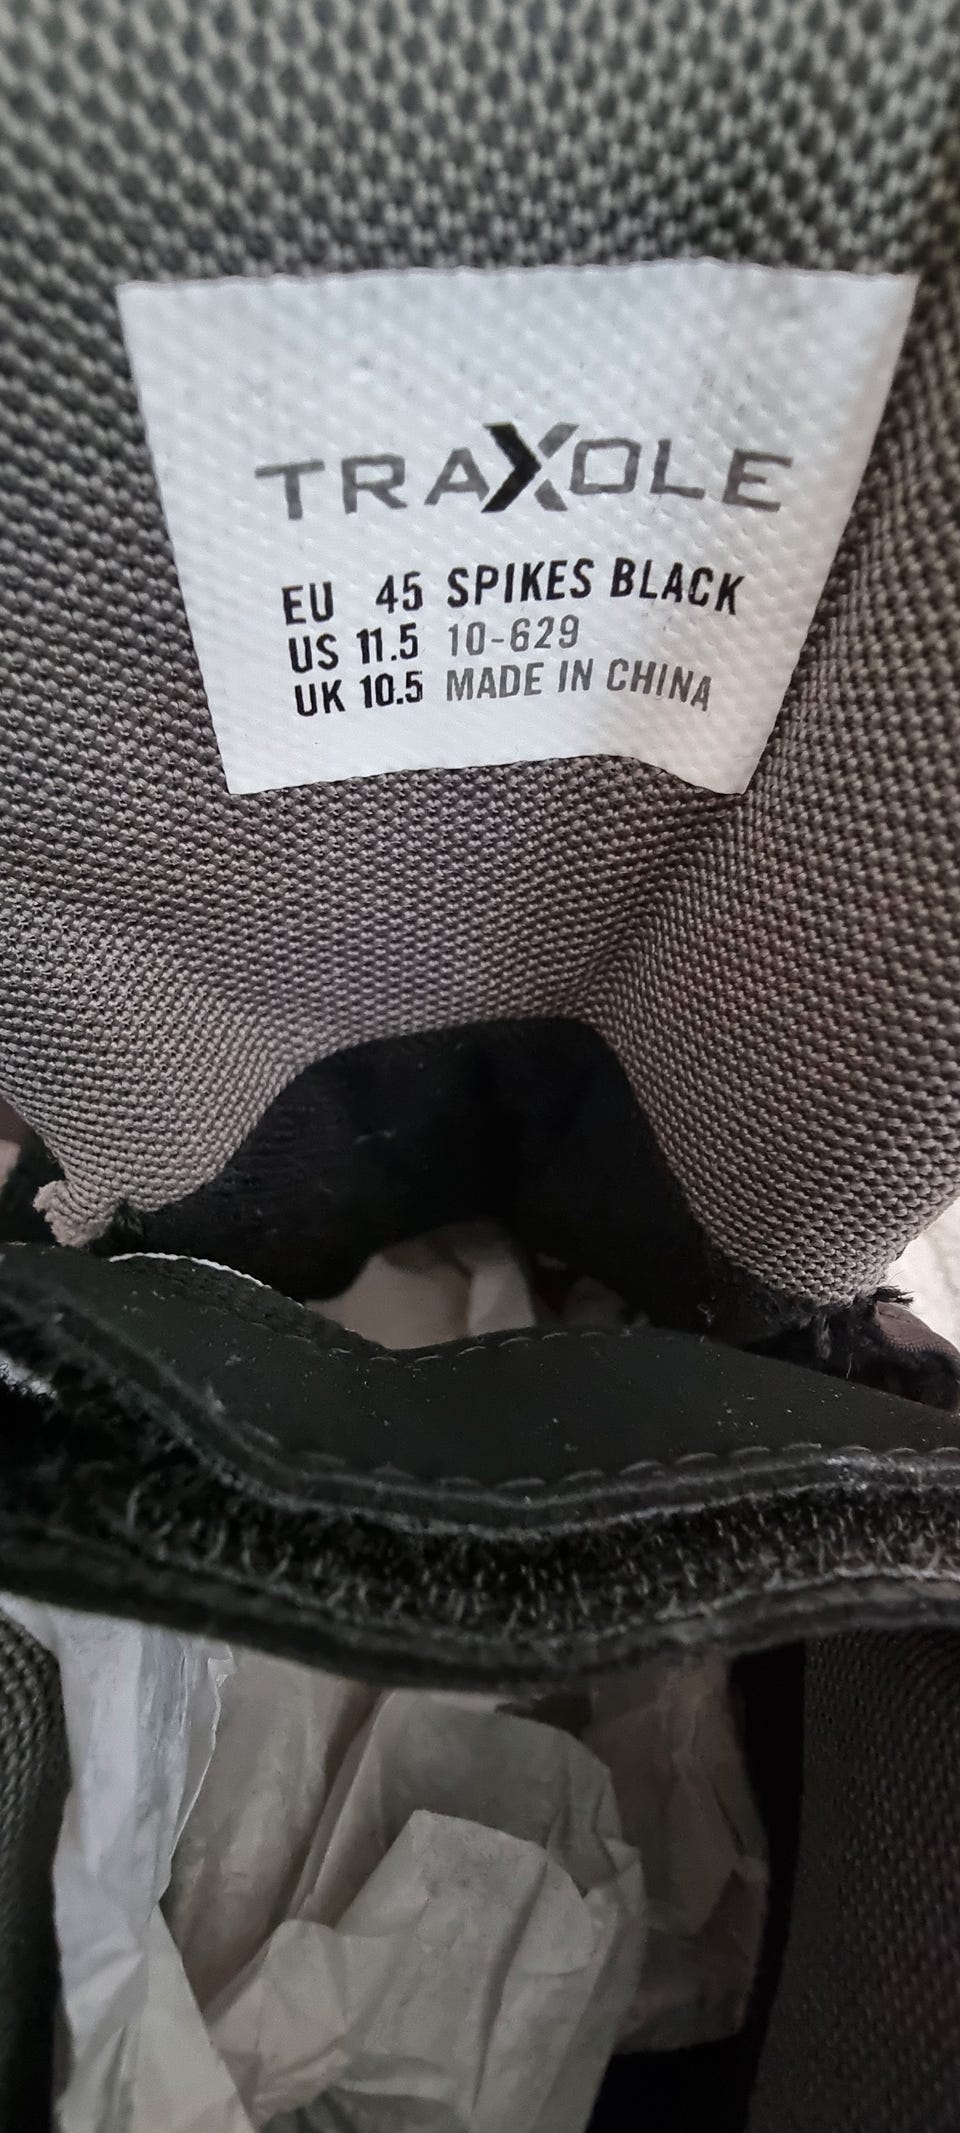 TRAXOLE
EU 45 SPIKES BLACK
US 11.5 10-629
UK 10.5 MADE IN CHINA